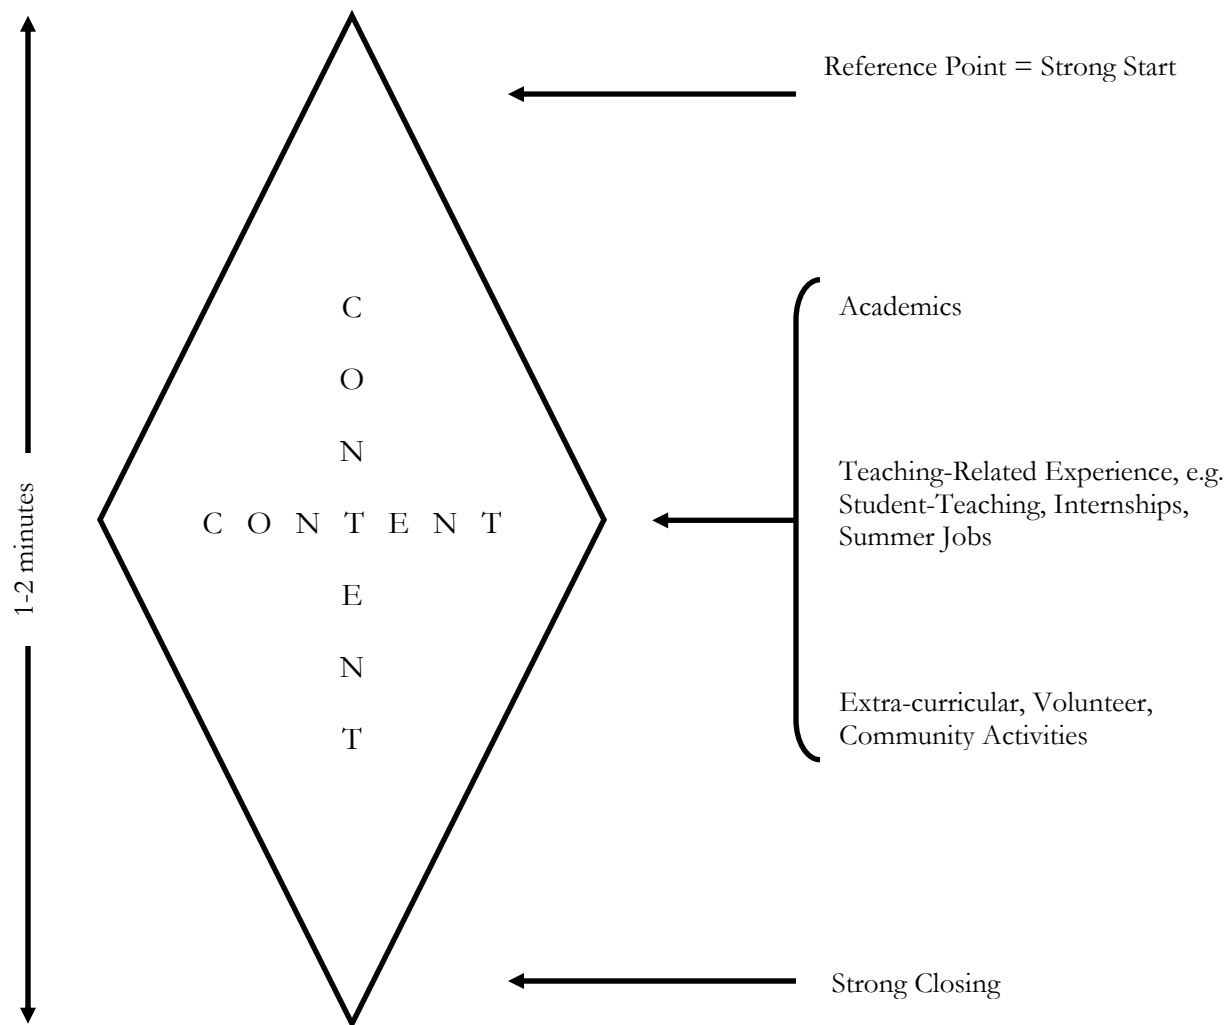 Reference Point = Strong Start
Academics
C
O
N
Teaching-Related Experience, e.g.
Student-Teaching, Internships,
Summer Jobs
C O N T E N T
E
N
T
1-2 minutes
Extra-curricular, Volunteer,
Community Activities
Strong Closing